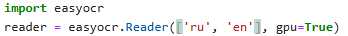 import easyocr
reader = easyocr.Reader(['ru', 'en'], gpu=True)